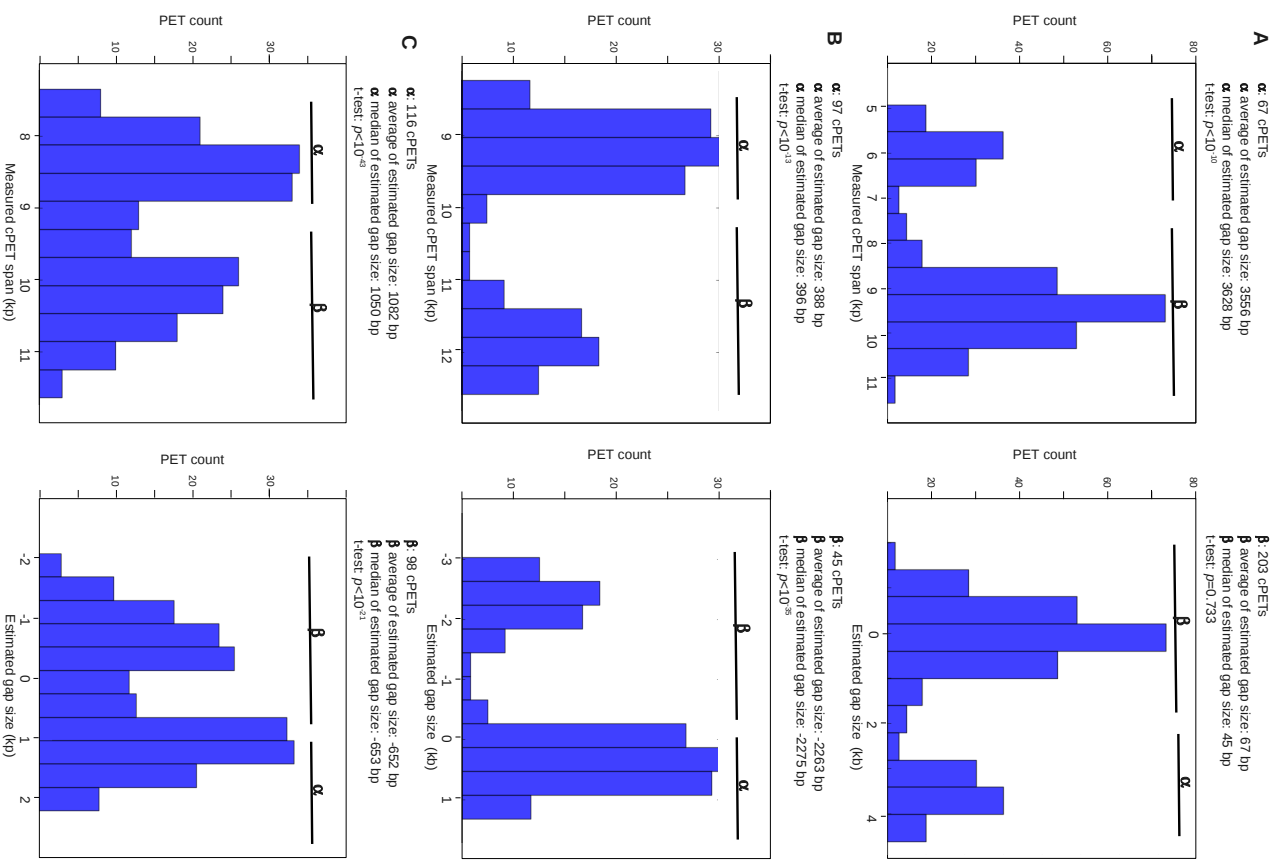 A
α: 67 cPETs
α average of estimated gap size: 3556 bp
α median of estimated gap size: 3628 bp
t-test: p<10⁻¹⁰
PET count
20
40
60
80
α
β
5
6
7
8
9
10
11
Measured cPET span (kp)
β: 203 cPETs
β average of estimated gap size: 67 bp
β median of estimated gap size: 45 bp
t-test: p=0.733
PET count
20
40
60
80
β
α
0
2
4
Estimated gap size (kb)
B
α: 97 cPETs
α average of estimated gap size: 388 bp
α median of estimated gap size: 396 bp
t-test: p<10⁻¹³
PET count
10
20
30
α
β
9
10
11
12
Measured cPET span (kp)
β: 45 cPETs
β average of estimated gap size: -2263 bp
β median of estimated gap size: -2275 bp
t-test: p<10⁻³⁵
PET count
10
20
30
β
α
-3
-2
-1
0
1
Estimated gap size (kb)
C
α: 116 cPETs
α average of estimated gap size: 1082 bp
α median of estimated gap size: 1050 bp
t-test: p<10⁻⁴³
PET count
10
20
30
α
β
8
9
10
11
Measured cPET span (kp)
β: 98 cPETs
β average of estimated gap size: -652 bp
β median of estimated gap size: -653 bp
t-test: p<10⁻²¹
PET count
10
20
30
β
α
-2
-1
0
1
2
Estimated gap size (kp)